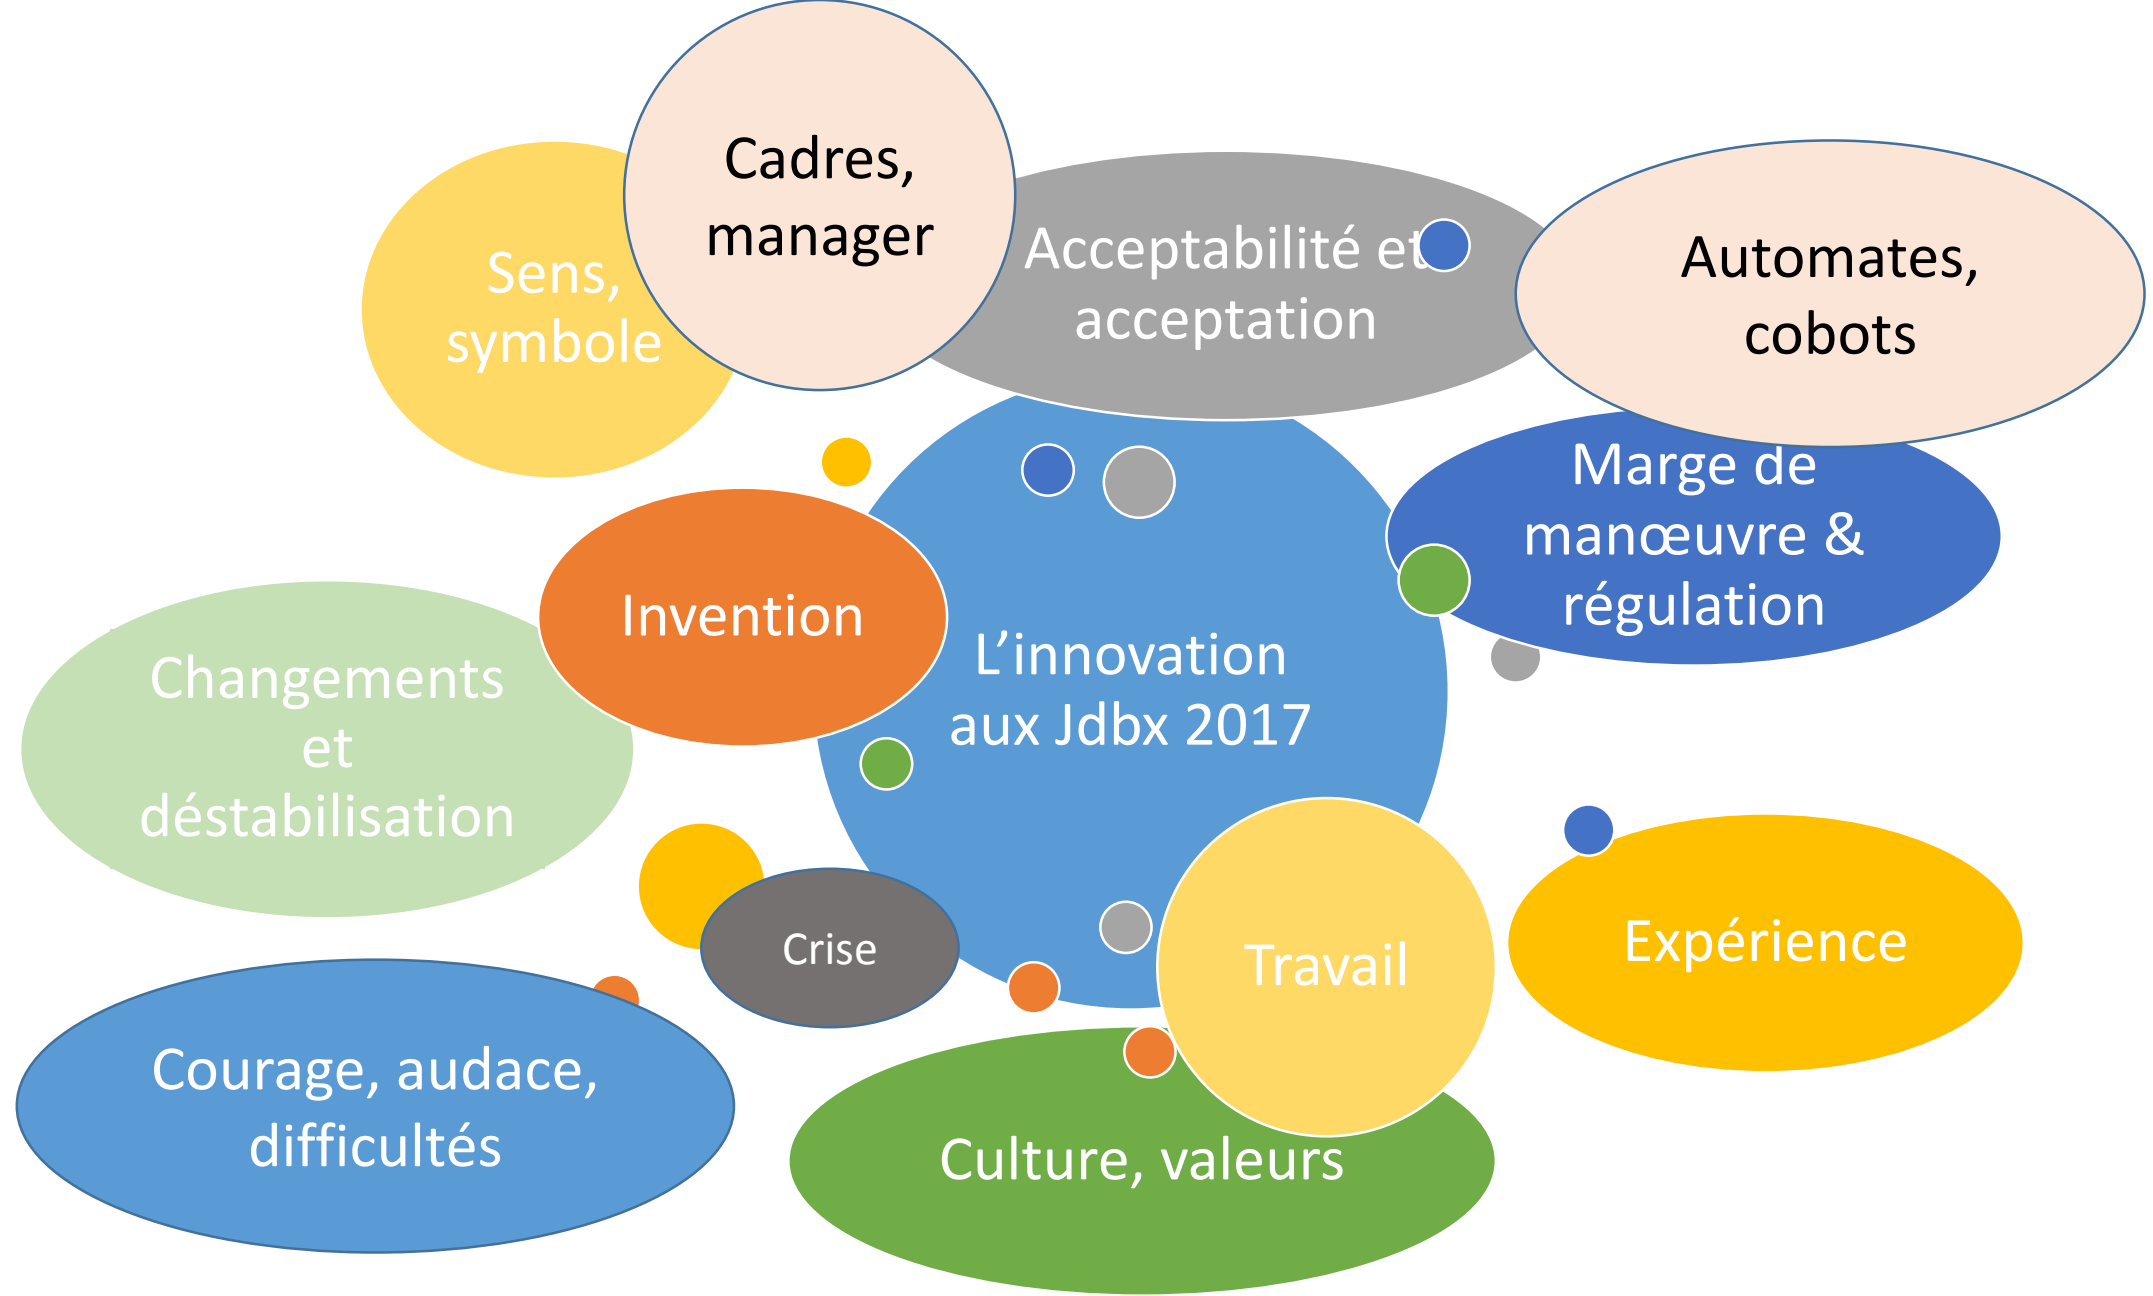 Cadres,
manager
Sens,
symbole
Acceptabilité et
acceptation
Automates,
cobots
Marge de
manœuvre &
régulation
Invention
L’innovation
aux Jdbx 2017
Changements
et
déstabilisation
Crise
Travail
Expérience
Courage, audace,
difficultés
Culture, valeurs